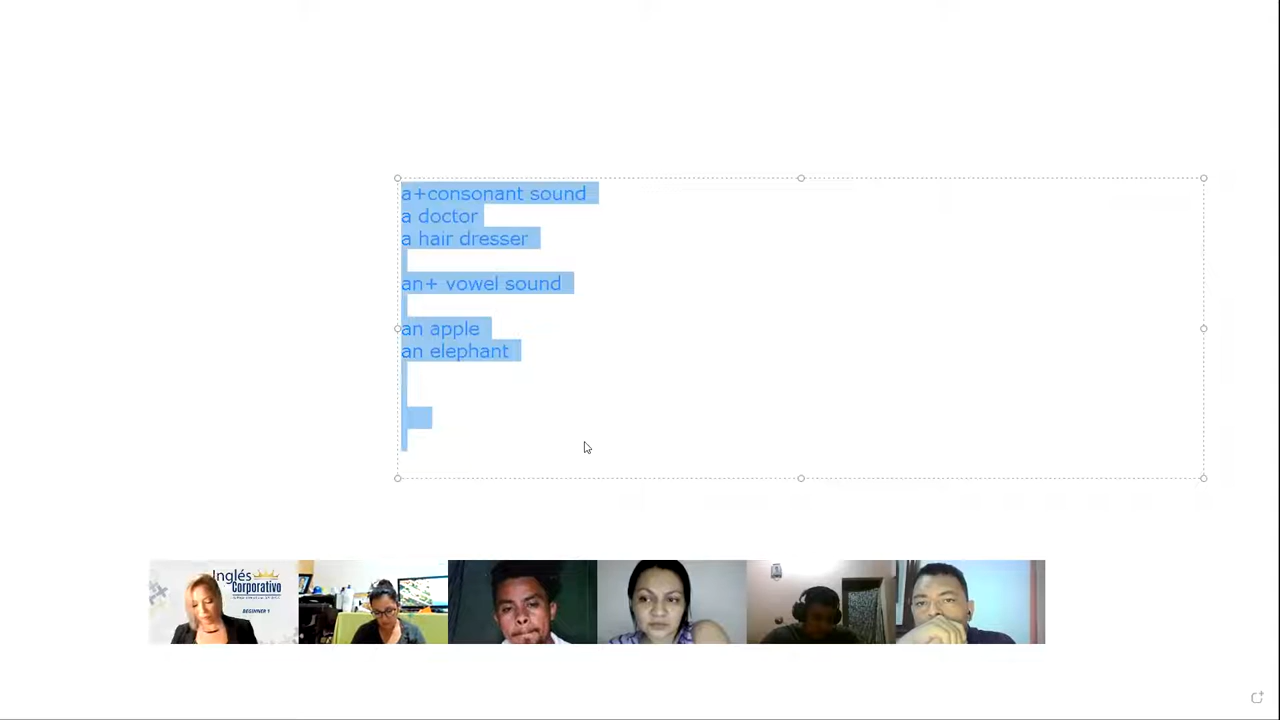 a+consonant sound
a doctor
a hair dresser
an+ vowel sound
an apple
an elephant
Inglés
Corporativo
BEGINNER 1